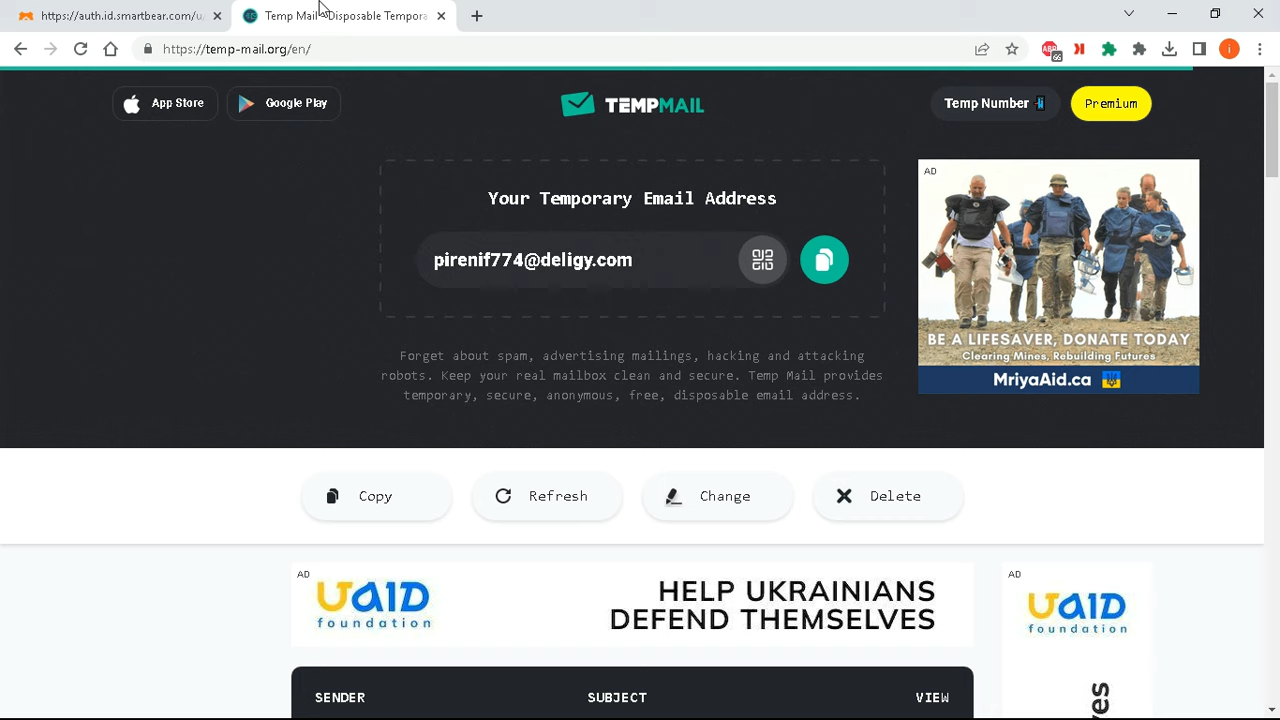 https://auth.id.smartbear.com/u
Temp Mail - Disposable Tempora
https://temp-mail.org/en/
66
i
App Store
Google Play
TEMPMAIL
Temp Number
Premium
Your Temporary Email Address
pirenif774@deligy.com
Forget about spam, advertising mailings, hacking and attacking
robots. Keep your real mailbox clean and secure. Temp Mail provides
temporary, secure, anonymous, free, disposable email address.
AD
BE A LIFESAVER, DONATE TODAY
Clearing Mines, Rebuilding Futures
MriyaAid.ca
Copy
Refresh
Change
Delete
AD
UAID
foundation
HELP UKRAINIANS
DEFEND THEMSELVES
AD
UAID
foundation
SENDER
SUBJECT
VIEW